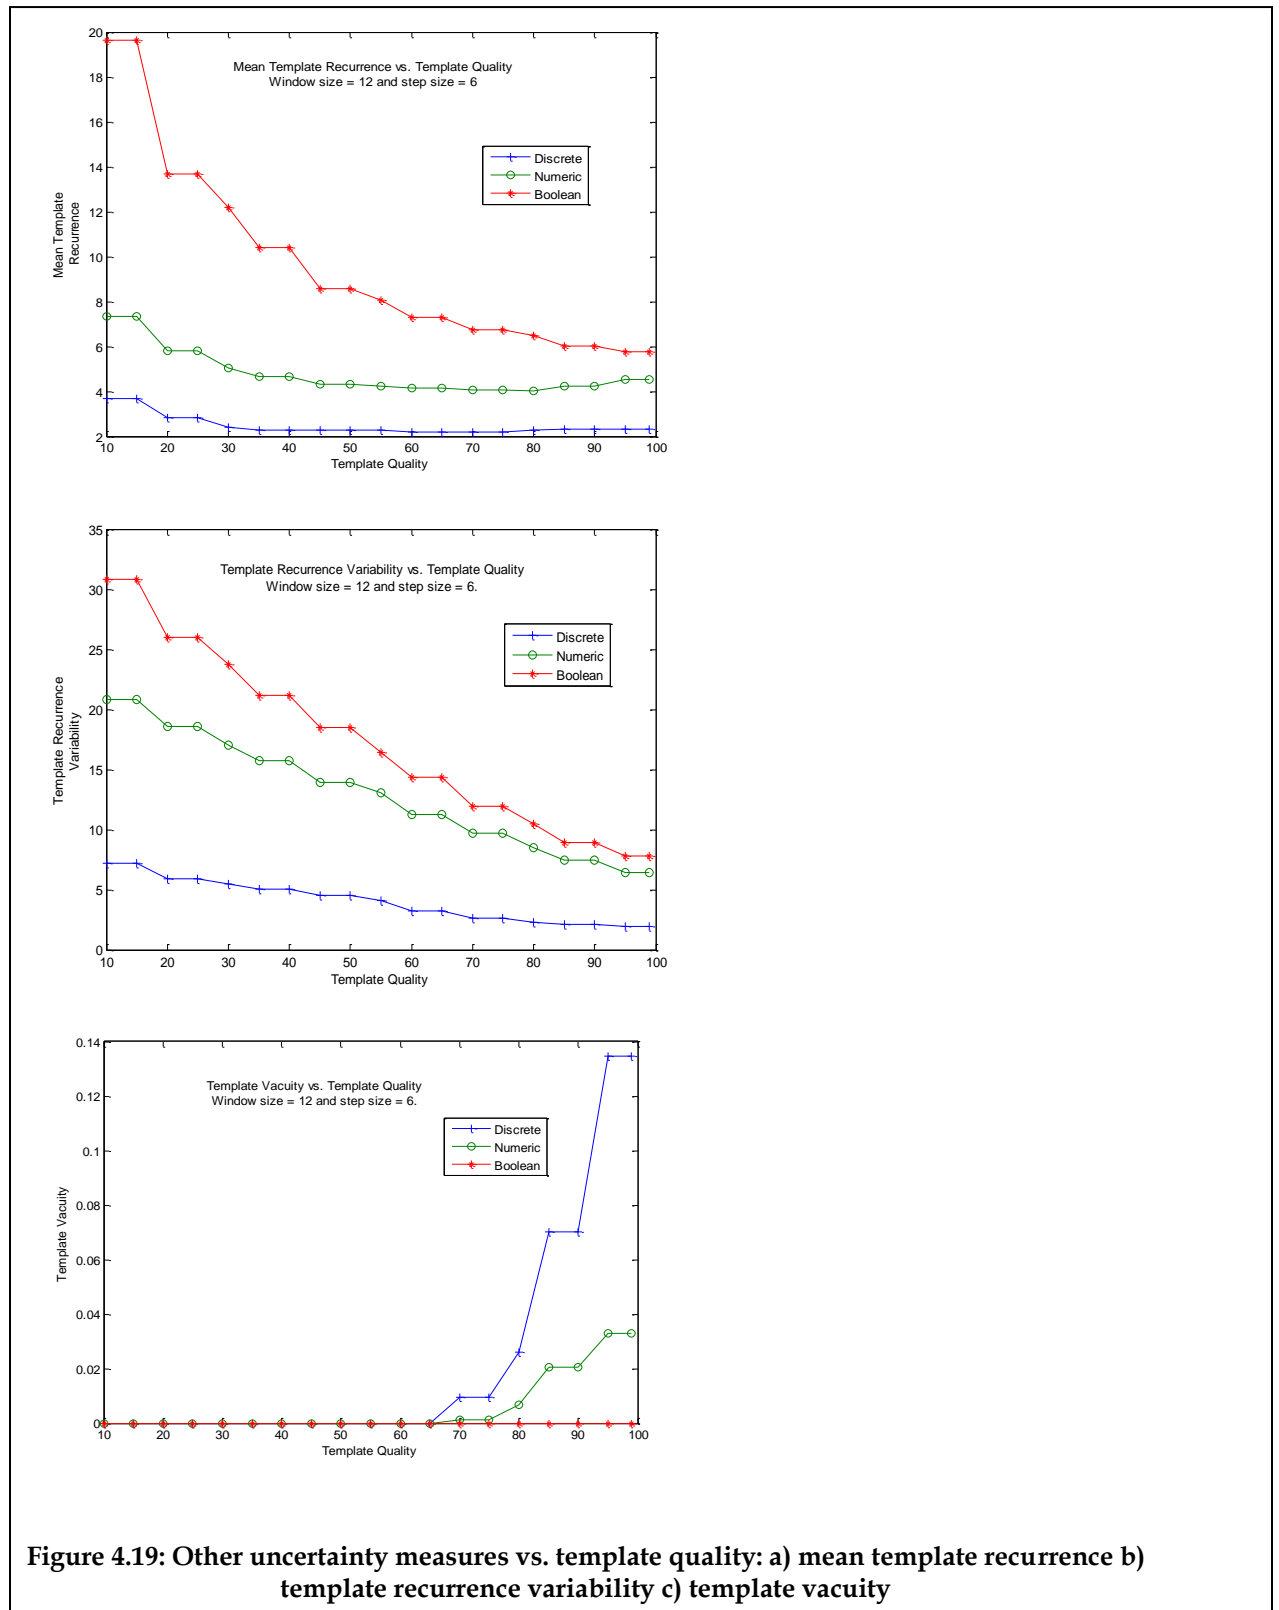 20
18
16
14
12
10
8
6
4
2
Mean Template
Recurrence
Mean Template Recurrence vs. Template Quality
Window size = 12 and step size = 6
Discrete
Numeric
Boolean
10 20 30 40 50 60 70 80 90 100
Template Quality
35
30
25
20
15
10
5
0
Template Recurrence
Variability
Template Recurrence Variability vs. Template Quality
Window size = 12 and step size = 6.
Discrete
Numeric
Boolean
10 20 30 40 50 60 70 80 90 100
Template Quality
0.14
0.12
0.1
0.08
0.06
0.04
0.02
0
Template Vacuity
Template Vacuity vs. Template Quality
Window size = 12 and step size = 6.
Discrete
Numeric
Boolean
10 20 30 40 50 60 70 80 90 100
Template Quality
Figure 4.19: Other uncertainty measures vs. template quality: a) mean template recurrence b)
template recurrence variability c) template vacuity